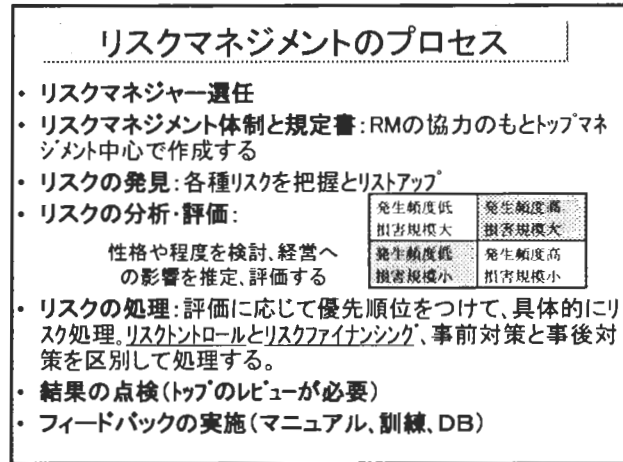 リスクマネジメントのプロセス
・ リスクマネジャー選任
・ リスクマネジメント体制と規定書：RMの協力のもとトップマネ
ジメント中心で作成する
・ リスクの発見：各種リスクを把握とリストアップ
・ リスクの分析・評価：
発生頻度低 発生頻度高
損害規模大 損害規模大
性格や程度を検討、経営へ
の影響を推定、評価する
発生頻度低 発生頻度高
損害規模小 損害規模小
・ リスクの処理：評価に応じて優先順位をつけて、具体的にリ
スク処理。リスクトントロールとリスクファイナンシング、事前対策と事後対
策を区別して処理する。
・ 結果の点検（トップのレビューが必要）
・ フィードバックの実施（マニュアル、訓練、DB）